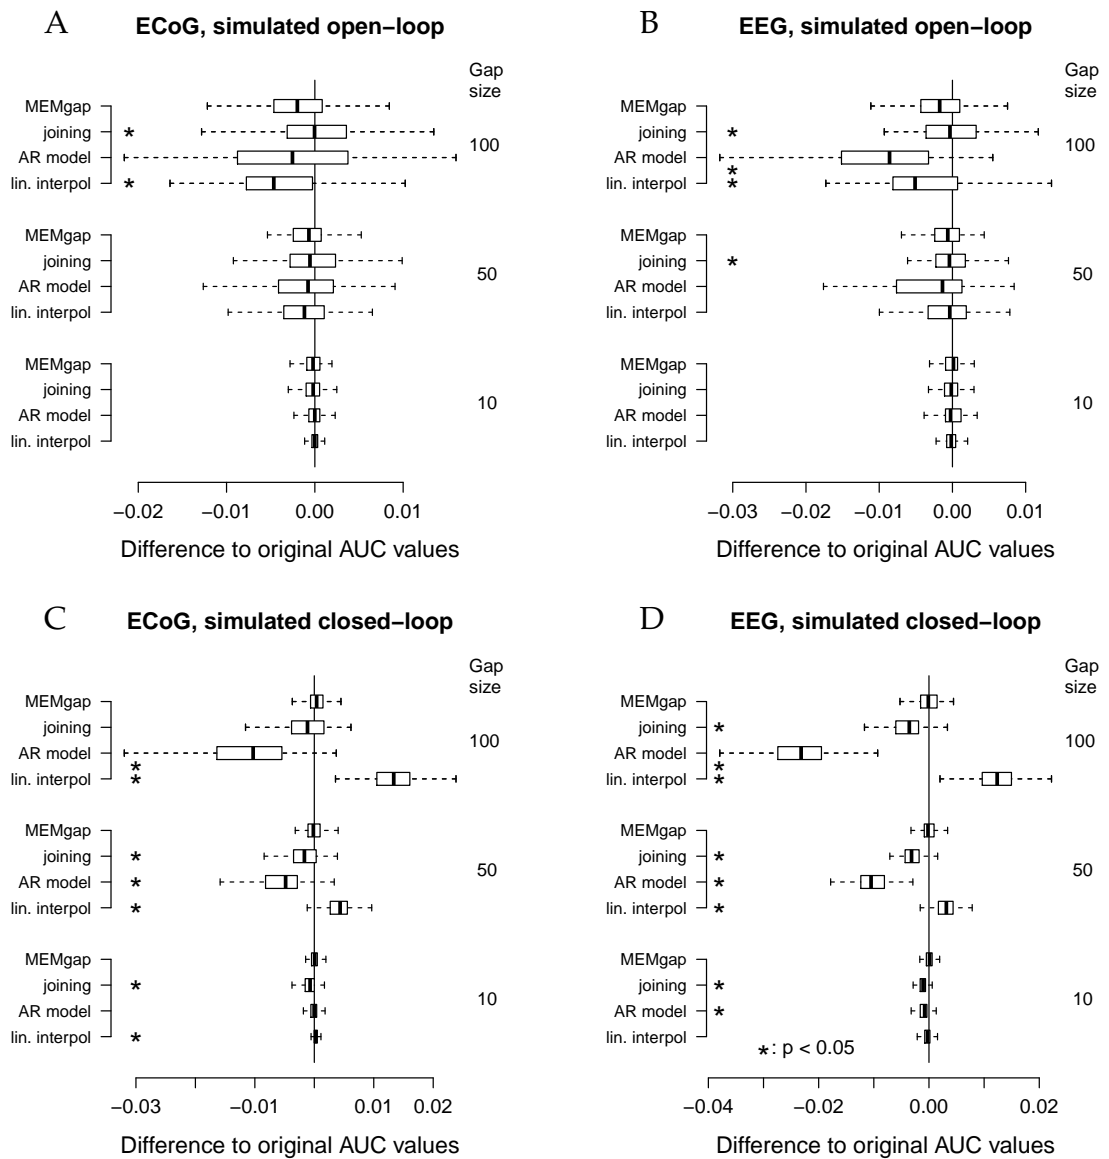 A ECoG, simulated open−loop
Gap
size
MEMgap
joining *
AR model
lin. interpol *
100
MEMgap
joining
AR model
lin. interpol
50
MEMgap
joining
AR model
lin. interpol
10
−0.02 −0.01 0.00 0.01
Difference to original AUC values
B EEG, simulated open−loop
Gap
size
MEMgap
joining *
AR model *
lin. interpol *
100
MEMgap
joining *
AR model
lin. interpol
50
MEMgap
joining
AR model
lin. interpol
10
−0.03 −0.01 0.00 0.01
Difference to original AUC values
C ECoG, simulated closed−loop
Gap
size
MEMgap
joining
AR model *
lin. interpol *
100
MEMgap
joining *
AR model *
lin. interpol *
50
MEMgap
joining *
AR model
lin. interpol *
10
−0.03 −0.01 0.01 0.02
Difference to original AUC values
D EEG, simulated closed−loop
Gap
size
MEMgap
joining *
AR model *
lin. interpol *
100
MEMgap
joining *
AR model *
lin. interpol *
50
MEMgap
joining *
AR model *
lin. interpol
10
*: p < 0.05
−0.04 −0.02 0.00 0.02
Difference to original AUC values